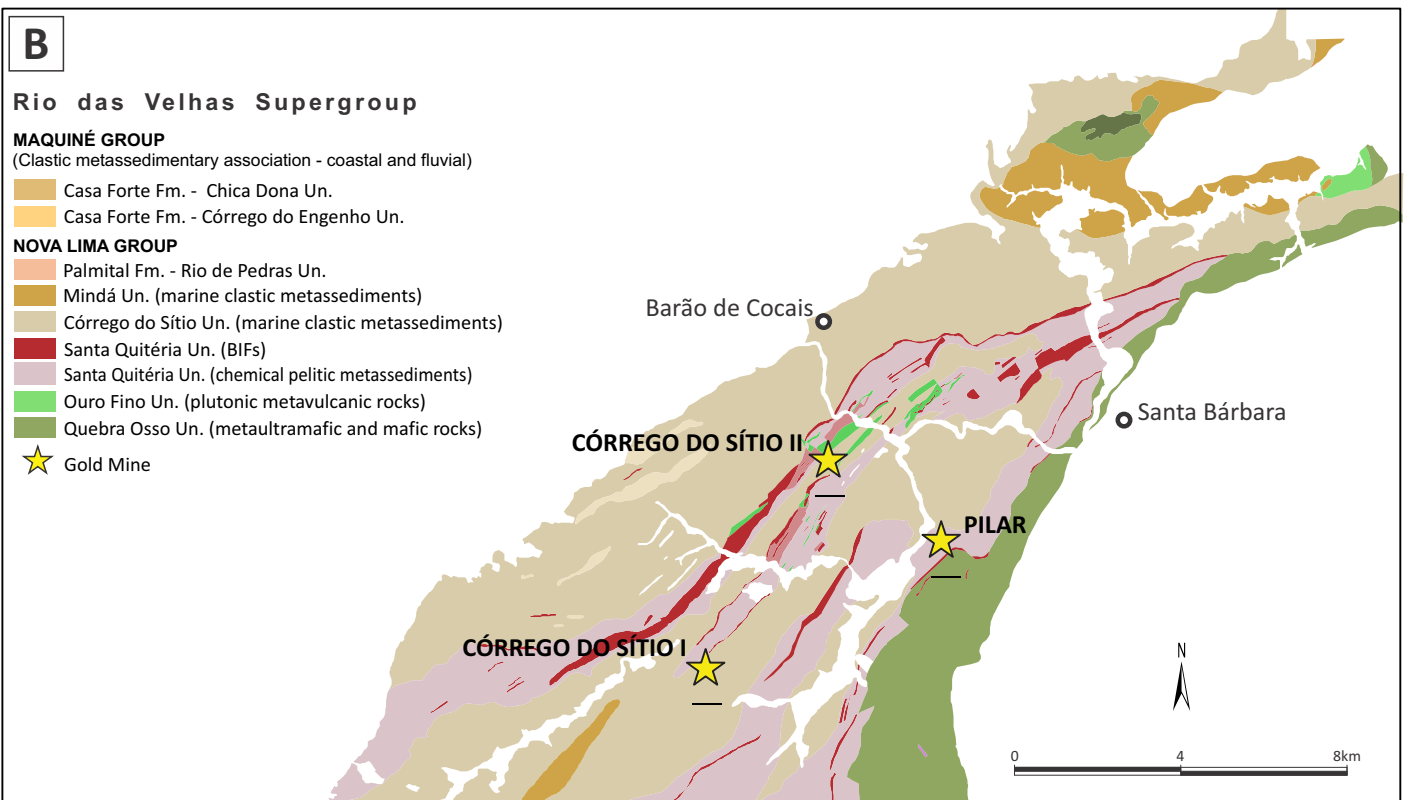 B
Rio das Velhas Supergroup
MAQUINÉ GROUP
(Clastic metassedimentary association - coastal and fluvial)
Casa Forte Fm. - Chica Dona Un.
Casa Forte Fm. - Córrego do Engenho Un.
NOVA LIMA GROUP
Palmital Fm. - Rio de Pedras Un.
Mindá Un. (marine clastic metassediments)
Córrego do Sítio Un. (marine clastic metassediments)
Santa Quitéria Un. (BIFs)
Santa Quitéria Un. (chemical pelitic metassediments)
Ouro Fino Un. (plutonic metavulcanic rocks)
Quebra Osso Un. (metaultramafic and mafic rocks)
Gold Mine
Barão de Cocais
Santa Bárbara
CÓRREGO DO SÍTIO II
PILAR
CÓRREGO DO SÍTIO I
N
0 4 8km